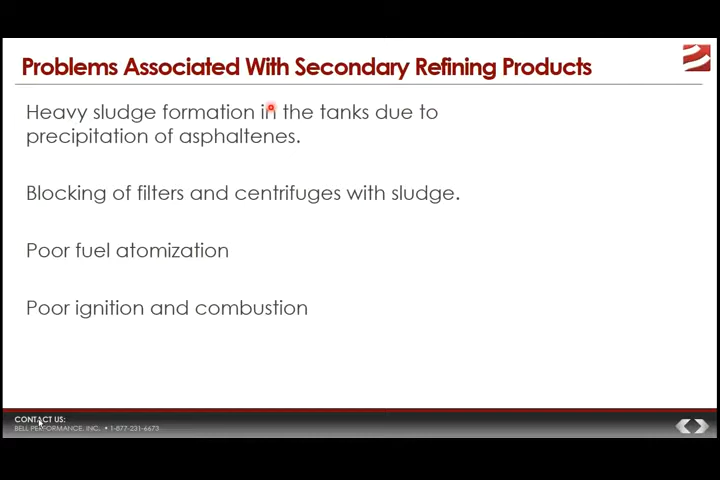 Problems Associated With Secondary Refining Products
Heavy sludge formation in the tanks due to
precipitation of asphaltenes.
Blocking of filters and centrifuges with sludge.
Poor fuel atomization
Poor ignition and combustion
CONTACT US:
BELL PERFORMANCE, INC. • 1-877-231-6673